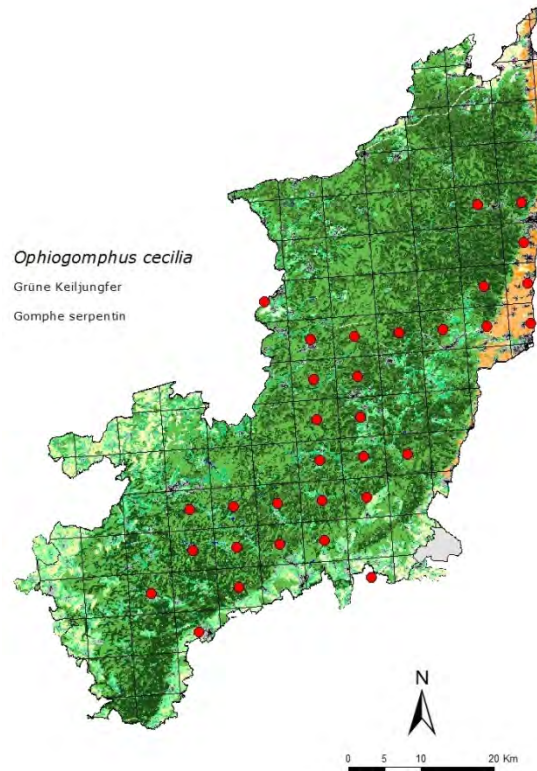 Ophiogomphus cecilia
Grüne Keiljungfer
Gomphe serpentin
N
0 5 10 20 Km